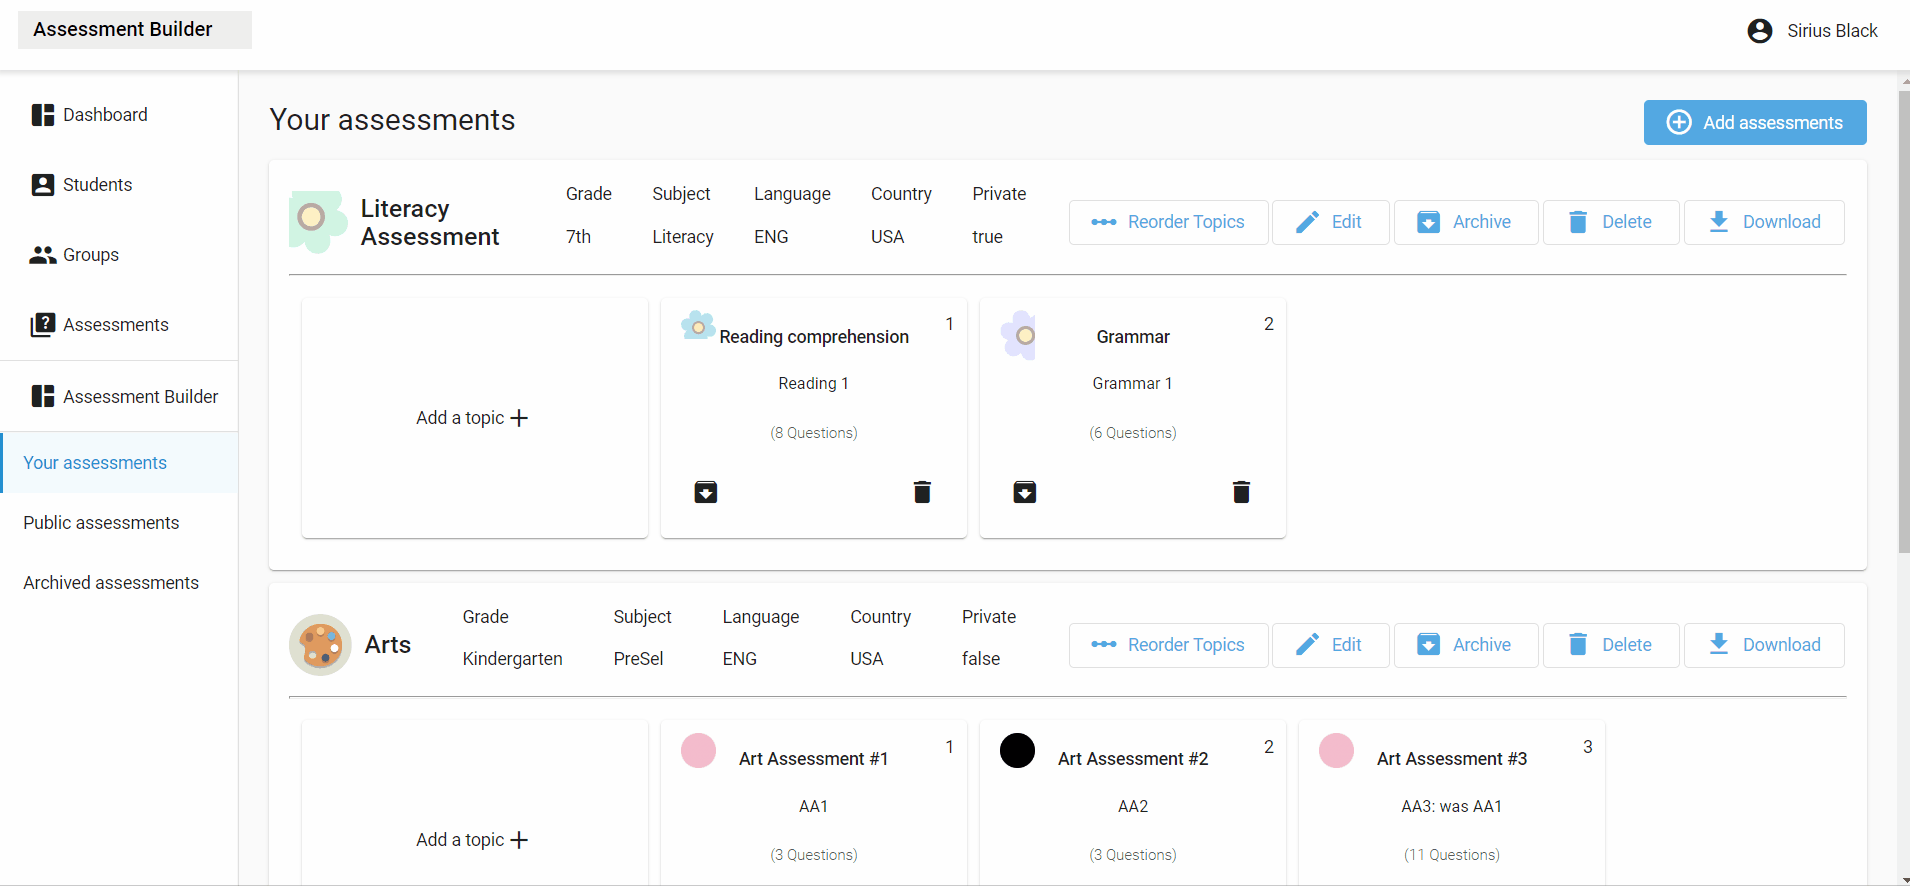 Assessment Builder
Sirius Black
Dashboard
Students
Groups
Assessments
Assessment Builder
Your assessments
Public assessments
Archived assessments
Your assessments
Add assessments
Literacy
Assessment
Grade Subject Language Country Private
7th Literacy ENG USA true
Reorder Topics Edit Archive Delete Download
Add a topic
Reading comprehension 1
Reading 1
(8 Questions)
Grammar 2
Grammar 1
(6 Questions)
Arts
Grade Subject Language Country Private
Kindergarten PreSel ENG USA false
Reorder Topics Edit Archive Delete Download
Add a topic
Art Assessment #1 1
AA1
(3 Questions)
Art Assessment #2 2
AA2
(3 Questions)
Art Assessment #3 3
AA3: was AA1
(11 Questions)